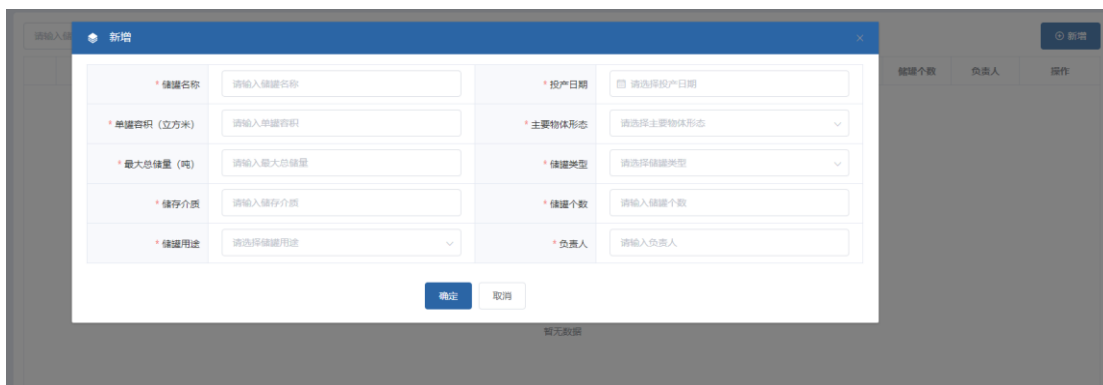 请输入储
新增
新增
储罐个数 负责人 操作
* 储罐名称 请输入储罐名称 * 投产日期 请选择投产日期
* 单罐容积（立方米） 请输入单罐容积 * 主要物体形态 请选择主要物体形态
* 最大总储量（吨） 请输入最大总储量 * 储罐类型 请选择储罐类型
* 储存介质 请输入储存介质 * 储罐个数 请输入储罐个数
* 储罐用途 请选择储罐用途 * 负责人 请输入负责人
确定 取消
暂无数据